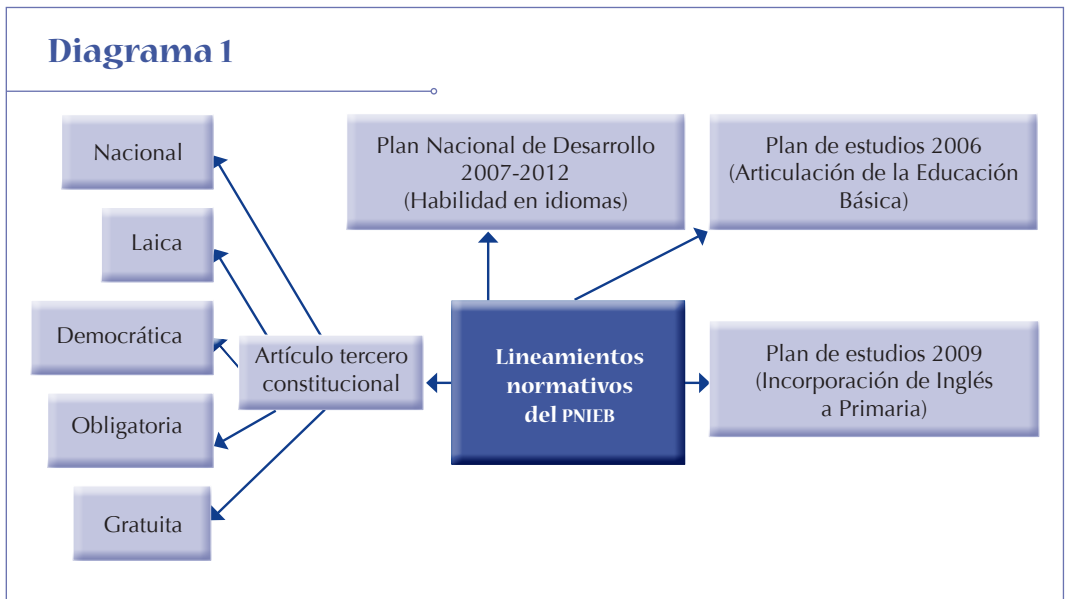 Diagrama 1
Nacional
Laica
Democrática
Obligatoria
Gratuita
Artículo tercero
constitucional
Plan Nacional de Desarrollo
2007-2012
(Habilidad en idiomas)
Plan de estudios 2006
(Articulación de la Educación
Básica)
Lineamientos
normativos
del PNIEB
Plan de estudios 2009
(Incorporación de Inglés
a Primaria)